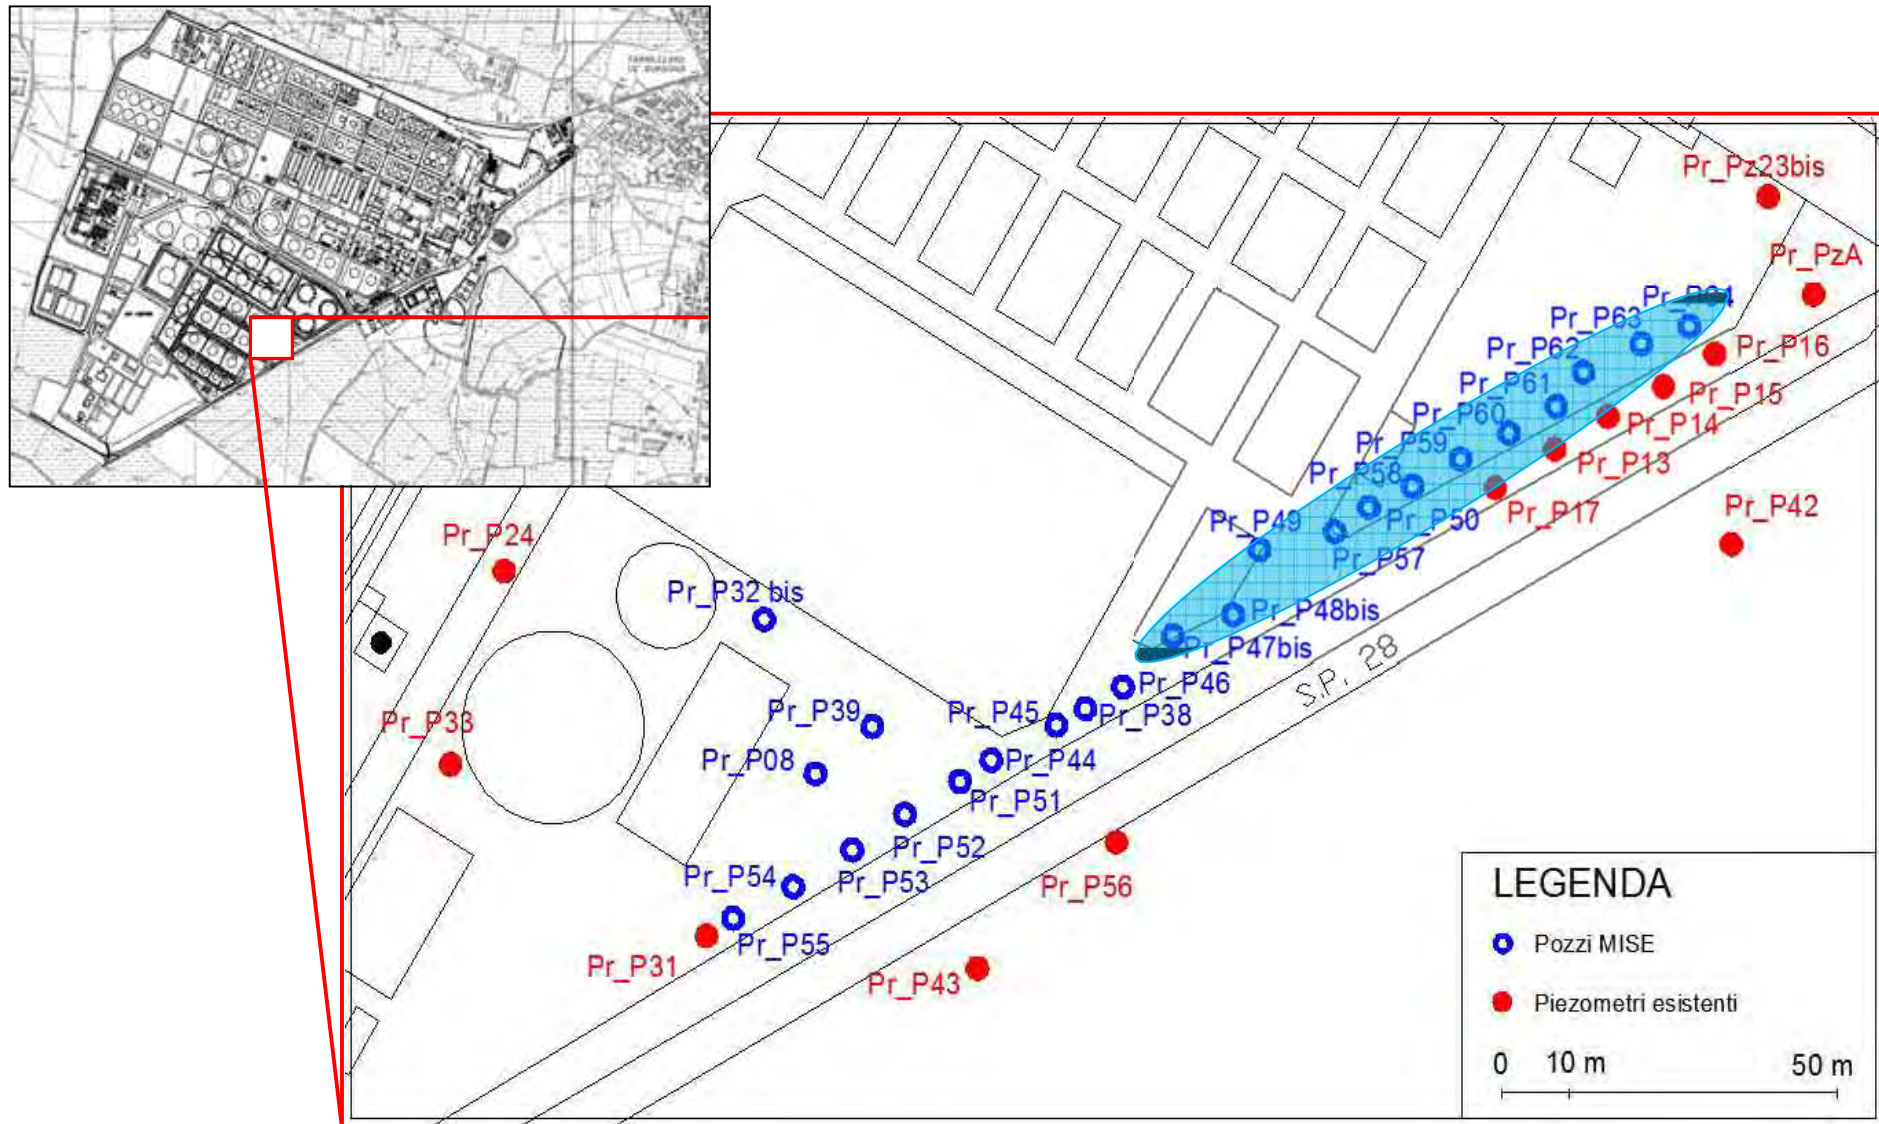 Pr_Pz23bis
Pr_PzA
Pr_P64
Pr_P63
Pr_P16
Pr_P62
Pr_P61
Pr_P15
Pr_P60
Pr_P14
Pr_P59
Pr_P13
Pr_P58
Pr_P17
Pr_P42
Pr_P49
Pr_P50
Pr_P57
Pr_P24
Pr_P32 bis
Pr_P48bis
Pr_P47bis
S.P. 28
Pr_P46
Pr_P33
Pr_P39
Pr_P45
Pr_P38
Pr_P08
Pr_P44
Pr_P51
Pr_P52
Pr_P54
Pr_P53
Pr_P56
Pr_P55
Pr_P31
Pr_P43
LEGENDA
Pozzi MISE
Piezometri esistenti
0 10 m 50 m